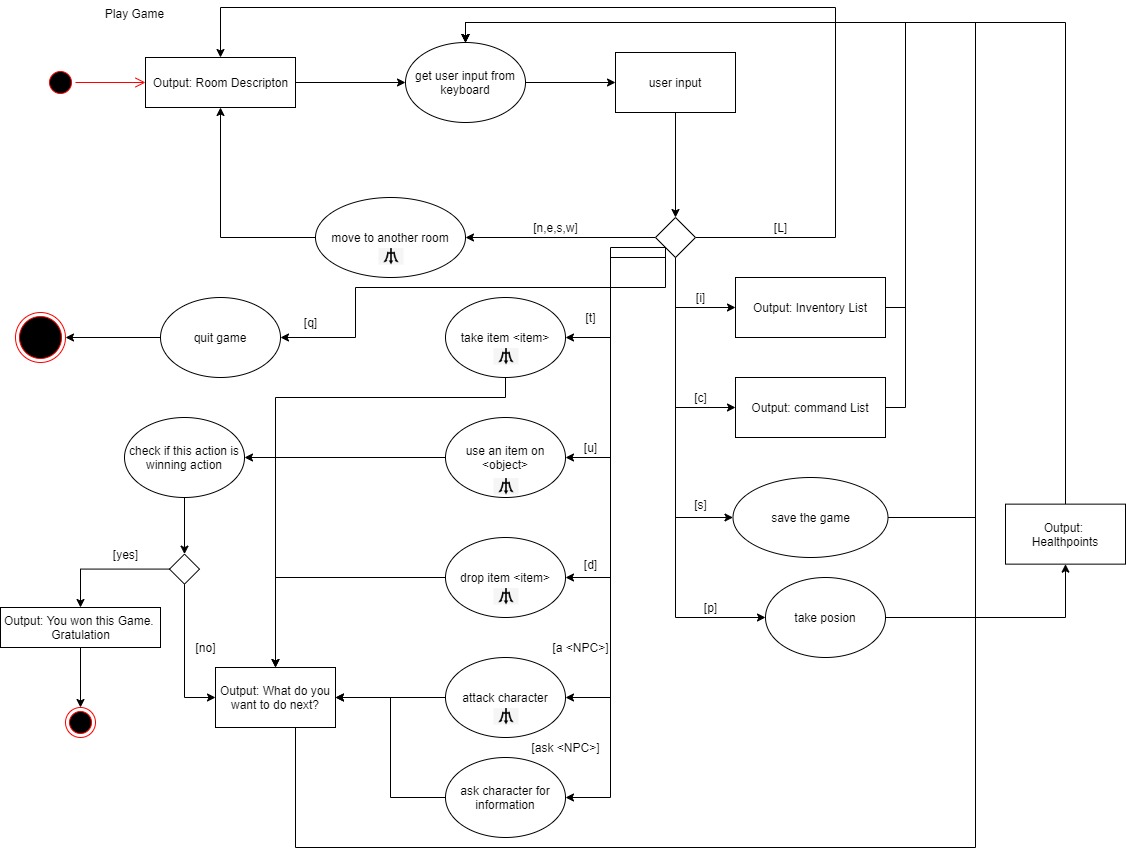 Play Game
Output: Room Descripton
get user input from
keyboard
user input
move to another room
[n,e,s,w]
[L]
[i]
Output: Inventory List
quit game
[q]
take item <item>
[t]
[c]
Output: command List
check if this action is
winning action
use an item on
<object>
[u]
[s]
save the game
Output:
Healthpoints
[yes]
drop item <item>
[d]
[p]
take posion
Output: You won this Game.
Gratulation
[no]
[a <NPC>]
Output: What do you
want to do next?
attack character
[ask <NPC>]
ask character for
information